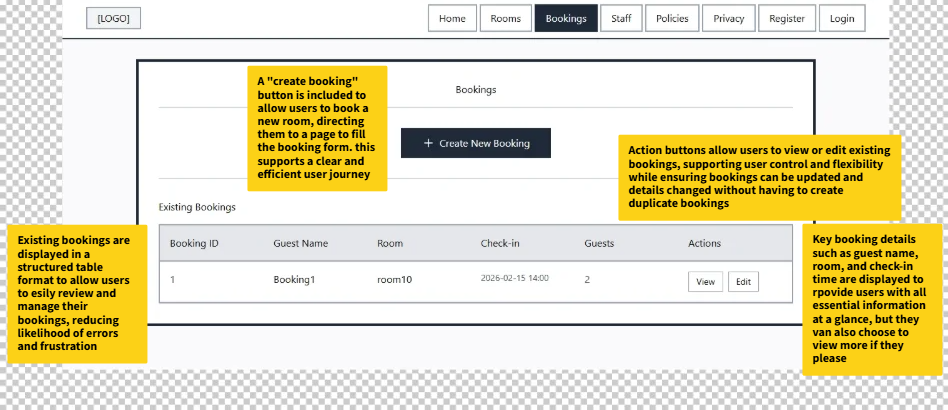 [LOGO]
Home
Rooms
Bookings
Staff
Policies
Privacy
Register
Login
Bookings
A "create booking"
button is included to
allow users to book a
new room, directing
them to a page to fill
the booking form. this
supports a clear and
efficient user journey
+ Create New Booking
Action buttons allow users to view or edit existing
bookings, supporting user control and flexibility
while ensuring bookings can be updated and
details changed without having to create
duplicate bookings
Existing Bookings
Booking ID Guest Name Room Check-in Guests Actions
1 Booking1 room10 2026-02-15 14:00 2 View Edit
Existing bookings are
displayed in a
structured table
format to allow users
to esily review and
manage their
bookings, reducing
likelihood of errors
and frustration
Key booking details
such as guest name,
room, and check-in
time are displayed to
rpovide users with all
essential information
at a glance, but they
van also choose to
view more if they
please